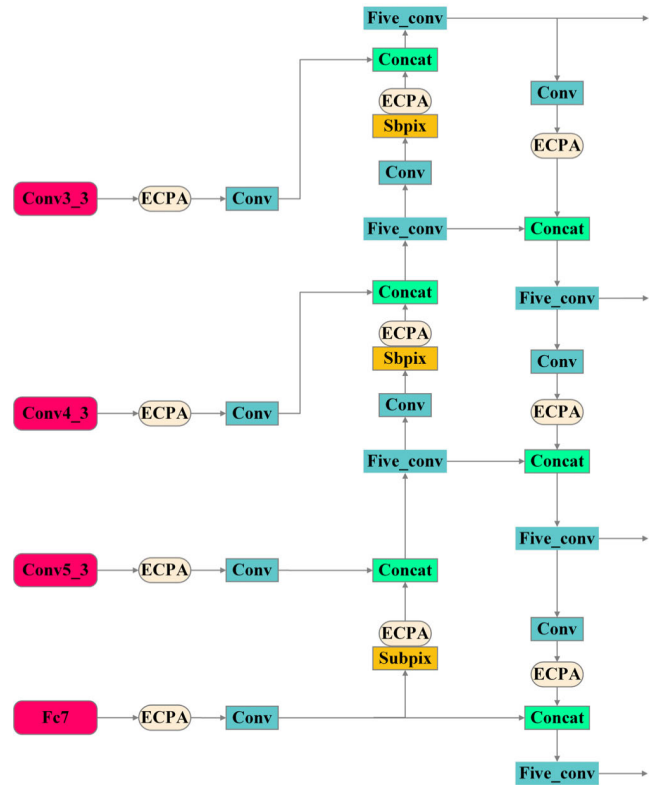 Five_conv
Concat
Conv
ECPA
Sbpix
ECPA
Conv
Conv3_3
ECPA
Conv
Five_conv
Concat
Concat
Five_conv
ECPA
Sbpix
Conv
Conv
Conv4_3
ECPA
Conv
ECPA
Five_conv
Concat
Five_conv
Conv5_3
ECPA
Conv
Concat
ECPA
Conv
Subpix
ECPA
Fc7
ECPA
Conv
Concat
Five_conv